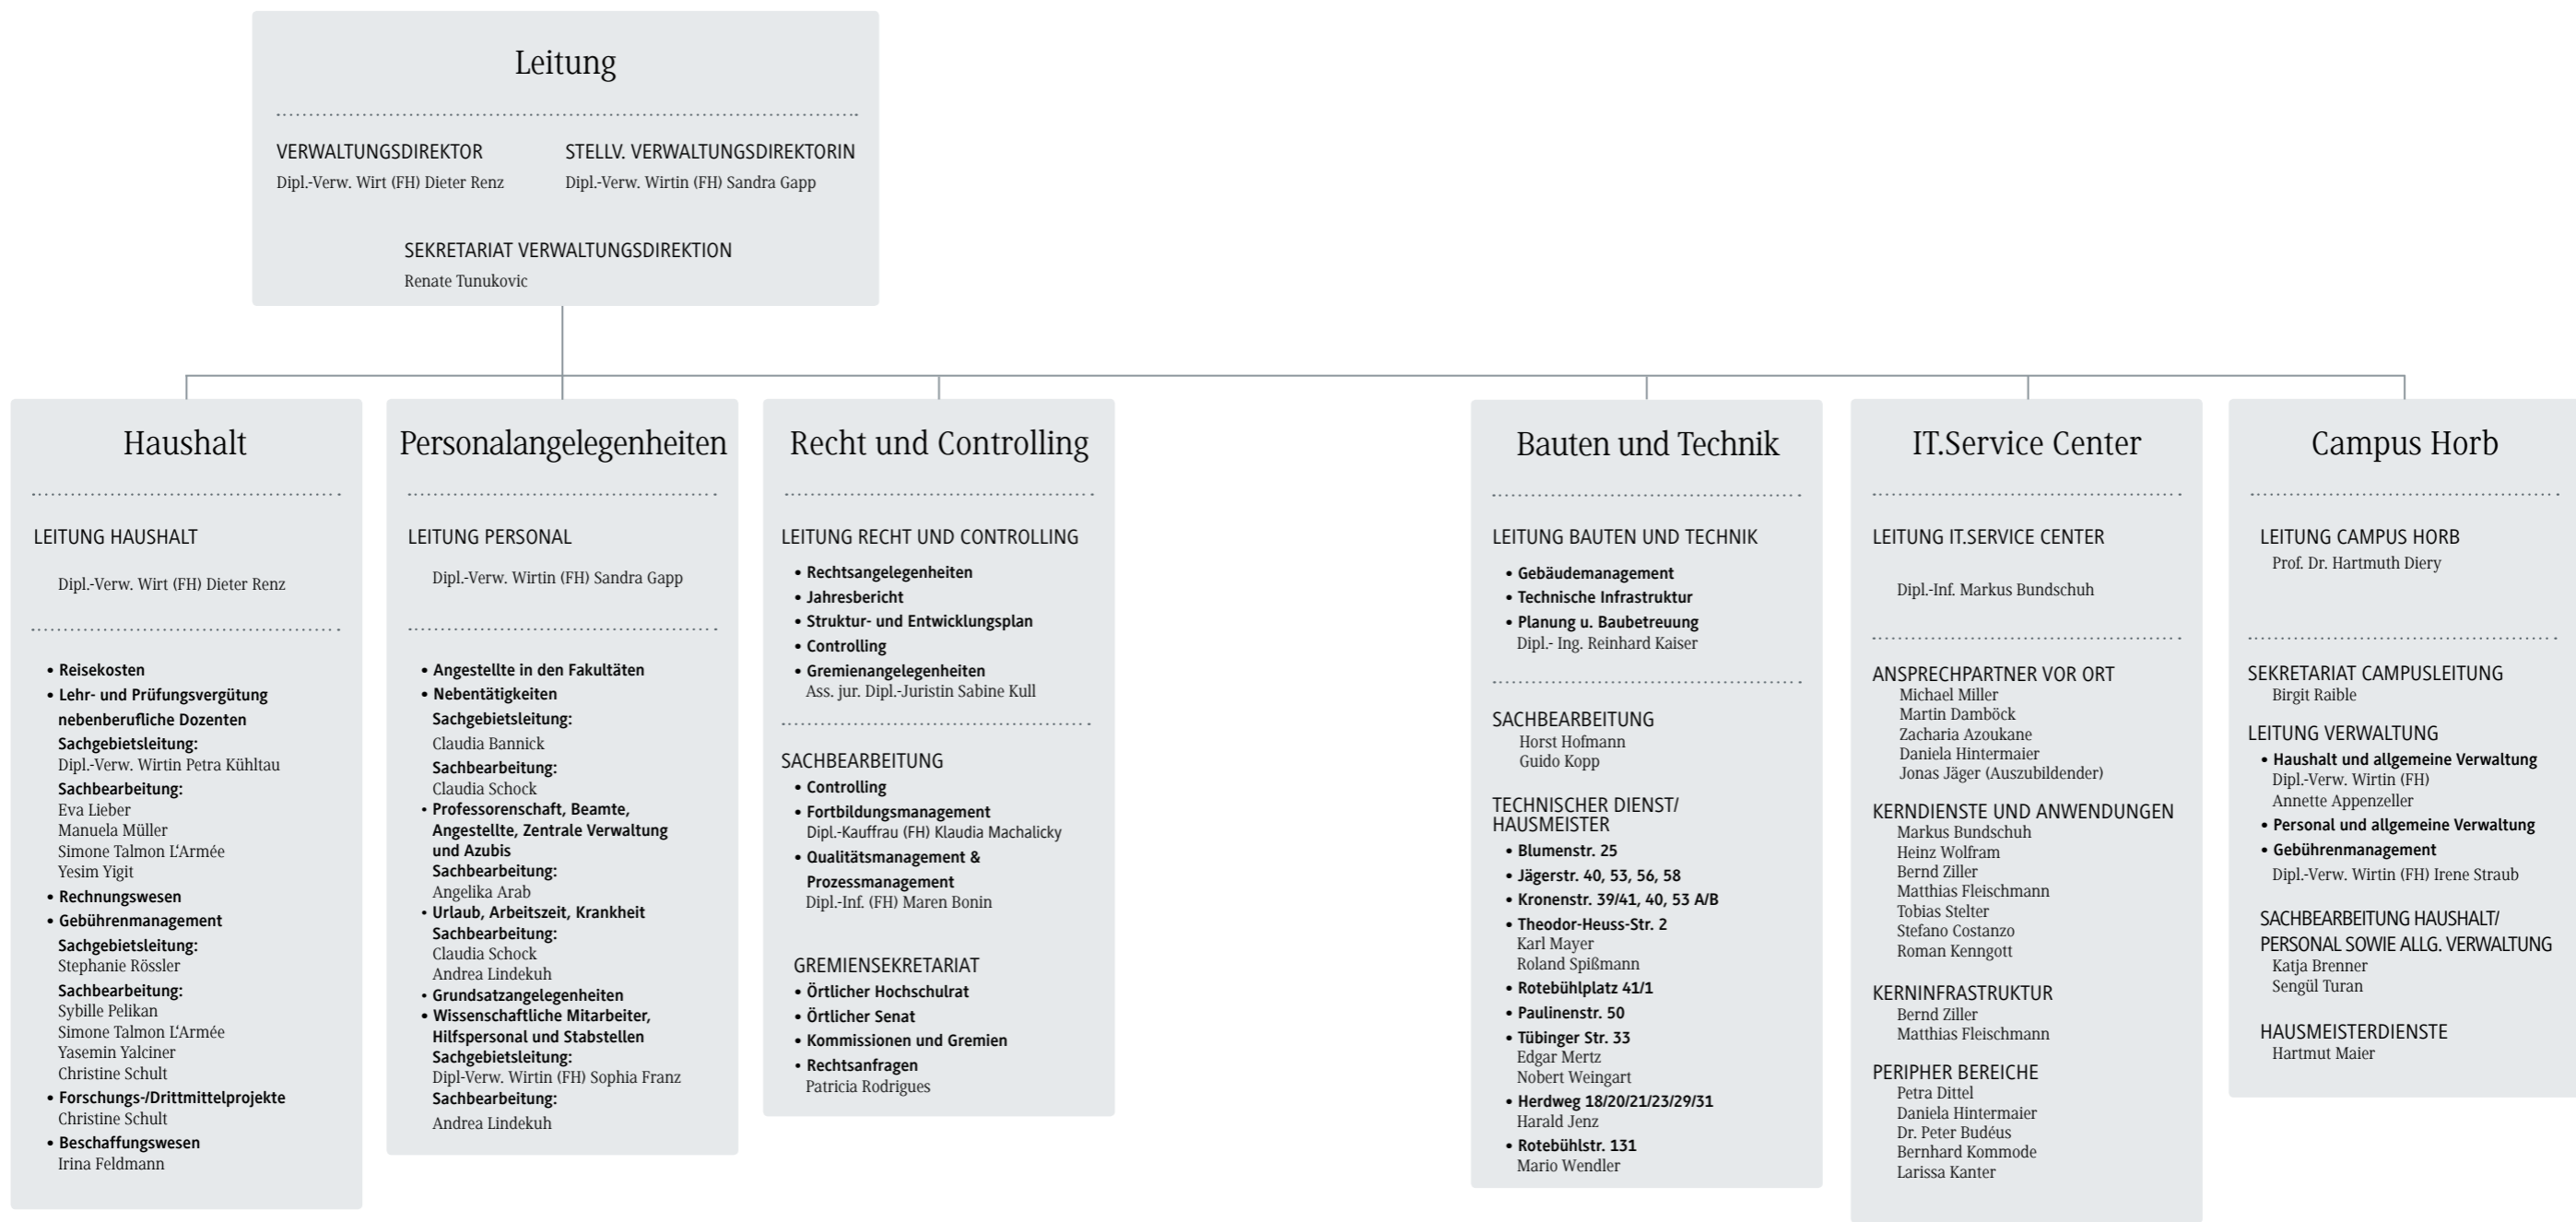 Leitung
VERWALTUNGSDIREKTOR
Dipl.-Verw. Wirt (FH) Dieter Renz
STELLV. VERWALTUNGSDIREKTORIN
Dipl.-Verw. Wirtin (FH) Sandra Gapp
SEKRETARIAT VERWALTUNGSDIREKTION
Renate Tunukovic
Haushalt
LEITUNG HAUSHALT
Dipl.-Verw. Wirt (FH) Dieter Renz
• Reisekosten
• Lehr- und Prüfungsvergütung
nebenberufliche Dozenten
Sachgebietsleitung:
Dipl.-Verw. Wirtin Petra Kühltau
Sachbearbeitung:
Eva Lieber
Manuela Müller
Simone Talmon L‘Armée
Yesim Yigit
• Rechnungswesen
• Gebührenmanagement
Sachgebietsleitung:
Stephanie Rössler
Sachbearbeitung:
Sybille Pelikan
Simone Talmon L‘Armée
Yasemin Yalciner
Christine Schult
• Forschungs-/Drittmittelprojekte
Christine Schult
• Beschaffungswesen
Irina Feldmann
Personalangelegenheiten
LEITUNG PERSONAL
Dipl.-Verw. Wirtin (FH) Sandra Gapp
• Angestellte in den Fakultäten
• Nebentätigkeiten
Sachgebietsleitung:
Claudia Bannick
Sachbearbeitung:
Claudia Schock
• Professorenschaft, Beamte,
Angestellte, Zentrale Verwaltung
und Azubis
Sachbearbeitung:
Angelika Arab
• Urlaub, Arbeitszeit, Krankheit
Sachbearbeitung:
Claudia Schock
Andrea Lindekuh
• Grundsatzangelegenheiten
• Wissenschaftliche Mitarbeiter,
Hilfspersonal und Stabstellen
Sachgebietsleitung:
Dipl-Verw. Wirtin (FH) Sophia Franz
Sachbearbeitung:
Andrea Lindekuh
Recht und Controlling
LEITUNG RECHT UND CONTROLLING
• Rechtsangelegenheiten
• Jahresbericht
• Struktur- und Entwicklungsplan
• Controlling
• Gremienangelegenheiten
Ass. jur. Dipl.-Juristin Sabine Kull
SACHBEARBEITUNG
• Controlling
• Fortbildungsmanagement
Dipl.-Kauffrau (FH) Klaudia Machalicky
• Qualitätsmanagement &
Prozessmanagement
Dipl.-Inf. (FH) Maren Bonin
GREMIENSEKRETARIAT
• Örtlicher Hochschulrat
• Örtlicher Senat
• Kommissionen und Gremien
• Rechtsanfragen
Patricia Rodrigues
Bauten und Technik
LEITUNG BAUTEN UND TECHNIK
• Gebäudemanagement
• Technische Infrastruktur
• Planung u. Baubetreuung
Dipl.- Ing. Reinhard Kaiser
SACHBEARBEITUNG
Horst Hofmann
Guido Kopp
TECHNISCHER DIENST/
HAUSMEISTER
• Blumenstr. 25
• Jägerstr. 40, 53, 56, 58
• Kronenstr. 39/41, 40, 53 A/B
• Theodor-Heuss-Str. 2
Karl Mayer
Roland Spißmann
• Rotebühlplatz 41/1
• Paulinenstr. 50
• Tübinger Str. 33
Edgar Mertz
Nobert Weingart
• Herdweg 18/20/21/23/29/31
Harald Jenz
• Rotebühlstr. 131
Mario Wendler
IT.Service Center
LEITUNG IT.SERVICE CENTER
Dipl.-Inf. Markus Bundschuh
ANSPRECHPARTNER VOR ORT
Michael Miller
Martin Damböck
Zacharia Azoukane
Daniela Hintermaier
Jonas Jäger (Auszubildender)
KERNDIENSTE UND ANWENDUNGEN
Markus Bundschuh
Heinz Wolfram
Bernd Ziller
Matthias Fleischmann
Tobias Stelter
Stefano Costanzo
Roman Kenngott
KERNINFRASTRUKTUR
Bernd Ziller
Matthias Fleischmann
PERIPHER BEREICHE
Petra Dittel
Daniela Hintermaier
Dr. Peter Budéus
Bernhard Kommode
Larissa Kanter
Campus Horb
LEITUNG CAMPUS HORB
Prof. Dr. Hartmuth Diery
SEKRETARIAT CAMPUSLEITUNG
Birgit Raible
LEITUNG VERWALTUNG
• Haushalt und allgemeine Verwaltung
Dipl.-Verw. Wirtin (FH)
Annette Appenzeller
• Personal und allgemeine Verwaltung
• Gebührenmanagement
Dipl.-Verw. Wirtin (FH) Irene Straub
SACHBEARBEITUNG HAUSHALT/
PERSONAL SOWIE ALLG. VERWALTUNG
Katja Brenner
Sengül Turan
HAUSMEISTERDIENSTE
Hartmut Maier